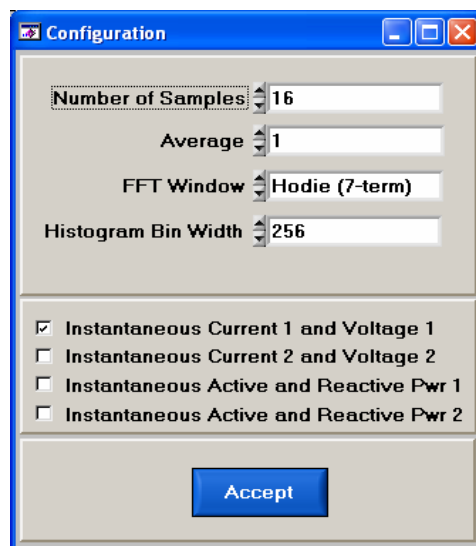 Configuration
Number of Samples 16
Average 1
FFT Window Hodie (7-term)
Histogram Bin Width 256
Instantaneous Current 1 and Voltage 1
Instantaneous Current 2 and Voltage 2
Instantaneous Active and Reactive Pwr 1
Instantaneous Active and Reactive Pwr 2
Accept